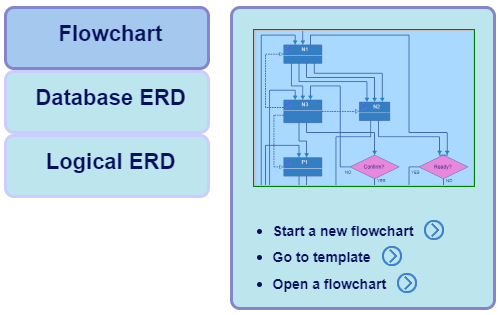 Flowchart
Database ERD
Logical ERD
N1
N3
N2
P1
Confirm?
Ready?
NO
YES
YES
NO
Start a new flowchart
Go to template
Open a flowchart